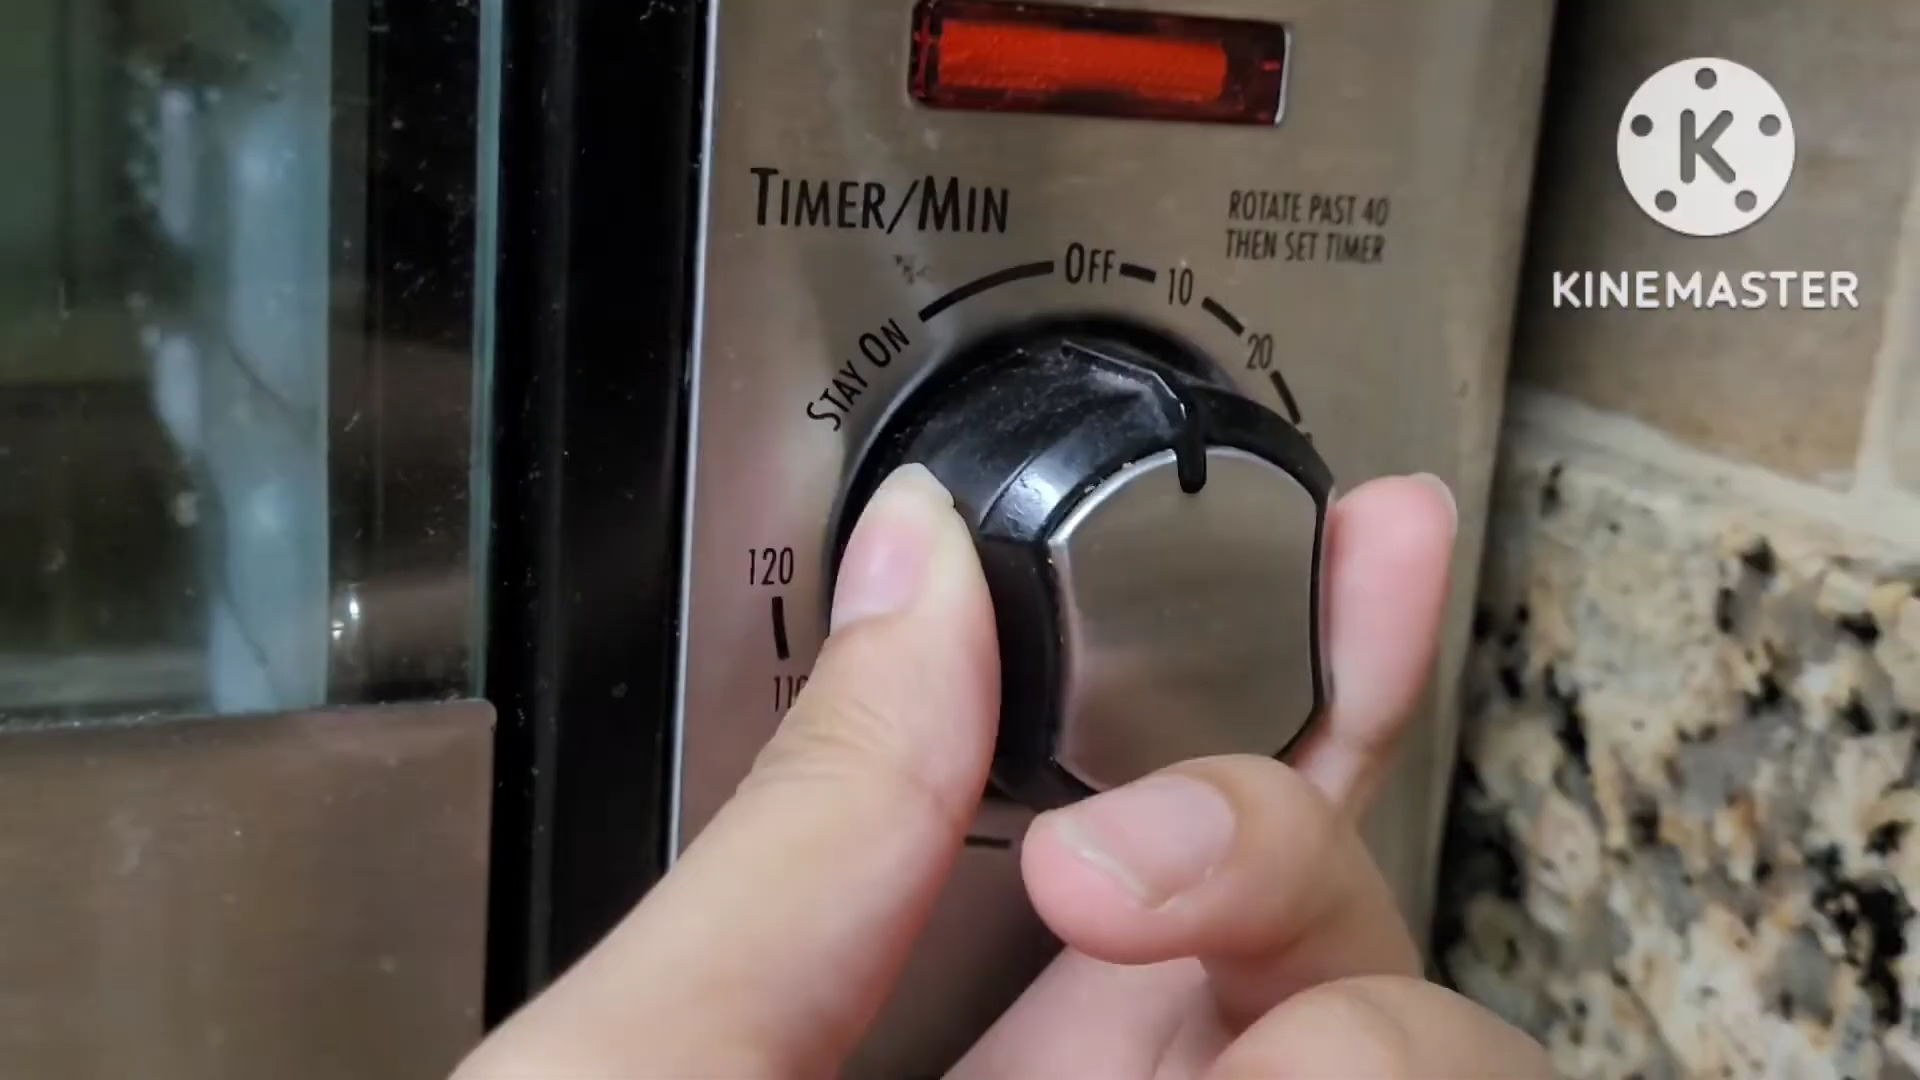 TIMER/MIN
ROTATE PAST 40
THEN SET TIMER
OFF
10
20
STAY ON
120
K
KINEMASTER